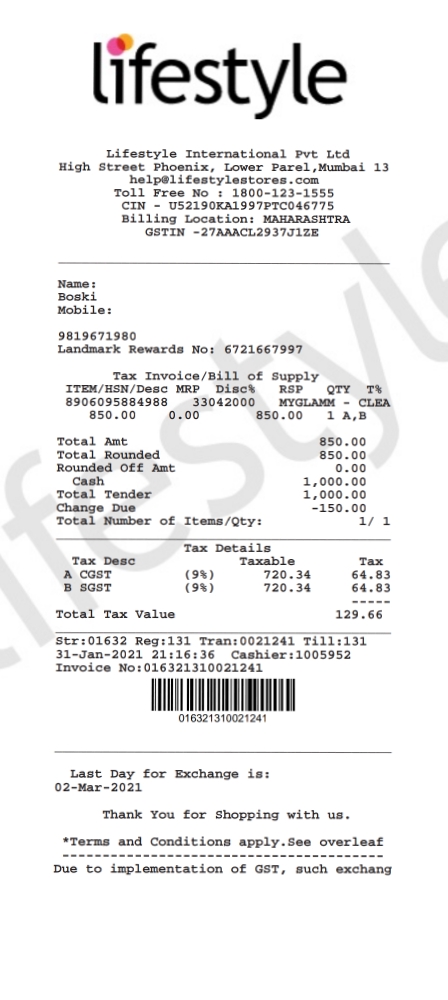 lifestyle
Lifestyle International Pvt Ltd
High Street Phoenix, Lower Parel,Mumbai 13
help@lifestylestores.com
Toll Free No : 1800-123-1555
CIN - U52190KA1997PTC046775
Billing Location: MAHARASHTRA
GSTIN -27AAACL2937J1ZE
Name:
Boski
Mobile:
9819671980
Landmark Rewards No: 6721667997
Tax Invoice/Bill of Supply
ITEM/HSN/Desc MRP Disc% RSP QTY T%
8906095884988 33042000 MYGLAMM - CLEA
850.00 0.00 850.00 1 A,B
Total Amt 850.00
Total Rounded 850.00
Rounded Off Amt 0.00
Cash 1,000.00
Total Tender 1,000.00
Change Due -150.00
Total Number of Items/Qty: 1/ 1
Tax Details
Tax Desc Taxable Tax
A CGST (9%) 720.34 64.83
B SGST (9%) 720.34 64.83
-----
Total Tax Value 129.66
Str:01632 Reg:131 Tran:0021241 Till:131
31-Jan-2021 21:16:36 Cashier:1005952
Invoice No:016321310021241
016321310021241
Last Day for Exchange is:
02-Mar-2021
Thank You for Shopping with us.
*Terms and Conditions apply.See overleaf
----------------------------------------
Due to implementation of GST, such exchang
lifestyle